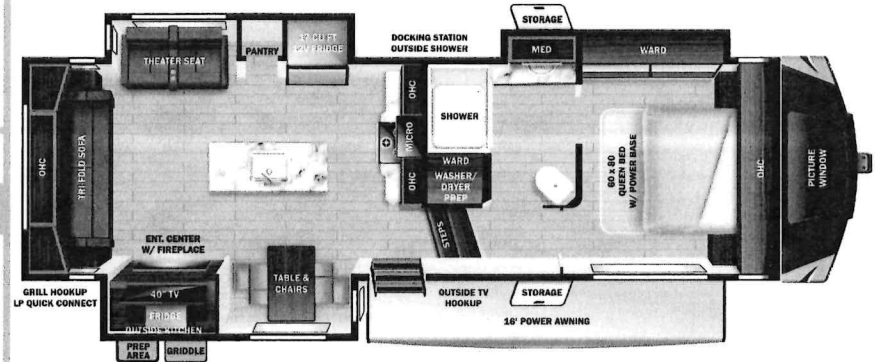 STORAGE
DOCKING STATION
OUTSIDE SHOWER
MED
WARD
THEATER SEAT
PANTRY
17 CU FT
12V FRIDGE
OHC
TRI FOLD SOFA
OHC
MICRO
OHC
SHOWER
WARD
WASHER/
DRYER
PREP
STEPS
60 x 80
QUEEN BED
W/ POWER BASE
OHC
PICTURE
WINDOW
ENT. CENTER
W/ FIREPLACE
TABLE &
CHAIRS
GRILL HOOKUP
LP QUICK CONNECT
40" TV
FRIDGE
OUTSIDE KITCHEN
PREP
AREA
GRIDDLE
OUTSIDE TV
HOOKUP
STORAGE
16' POWER AWNING